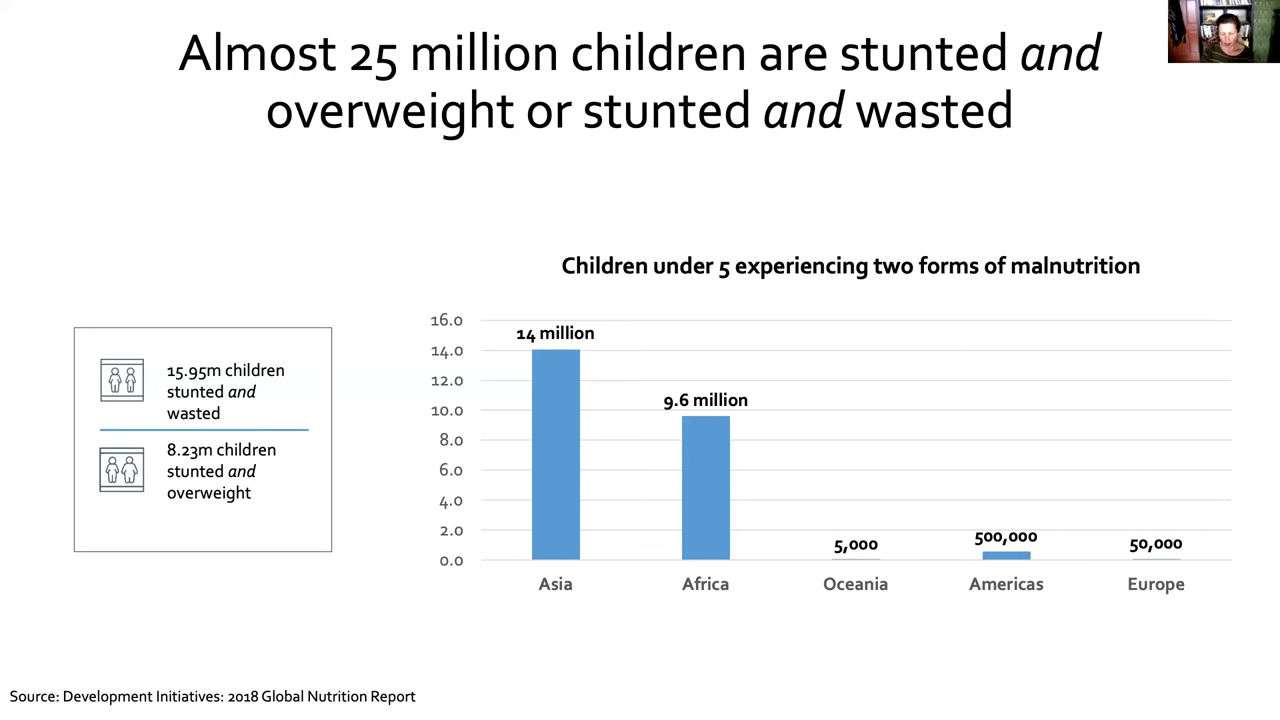 Almost 25 million children are stunted and
overweight or stunted and wasted
15.95m children
stunted and
wasted
8.23m children
stunted and
overweight
Children under 5 experiencing two forms of malnutrition
16.0
14.0
12.0
10.0
8.0
6.0
4.0
2.0
0.0
14 million
9.6 million
5,000
500,000
50,000
Asia
Africa
Oceania
Americas
Europe
Source: Development Initiatives: 2018 Global Nutrition Report